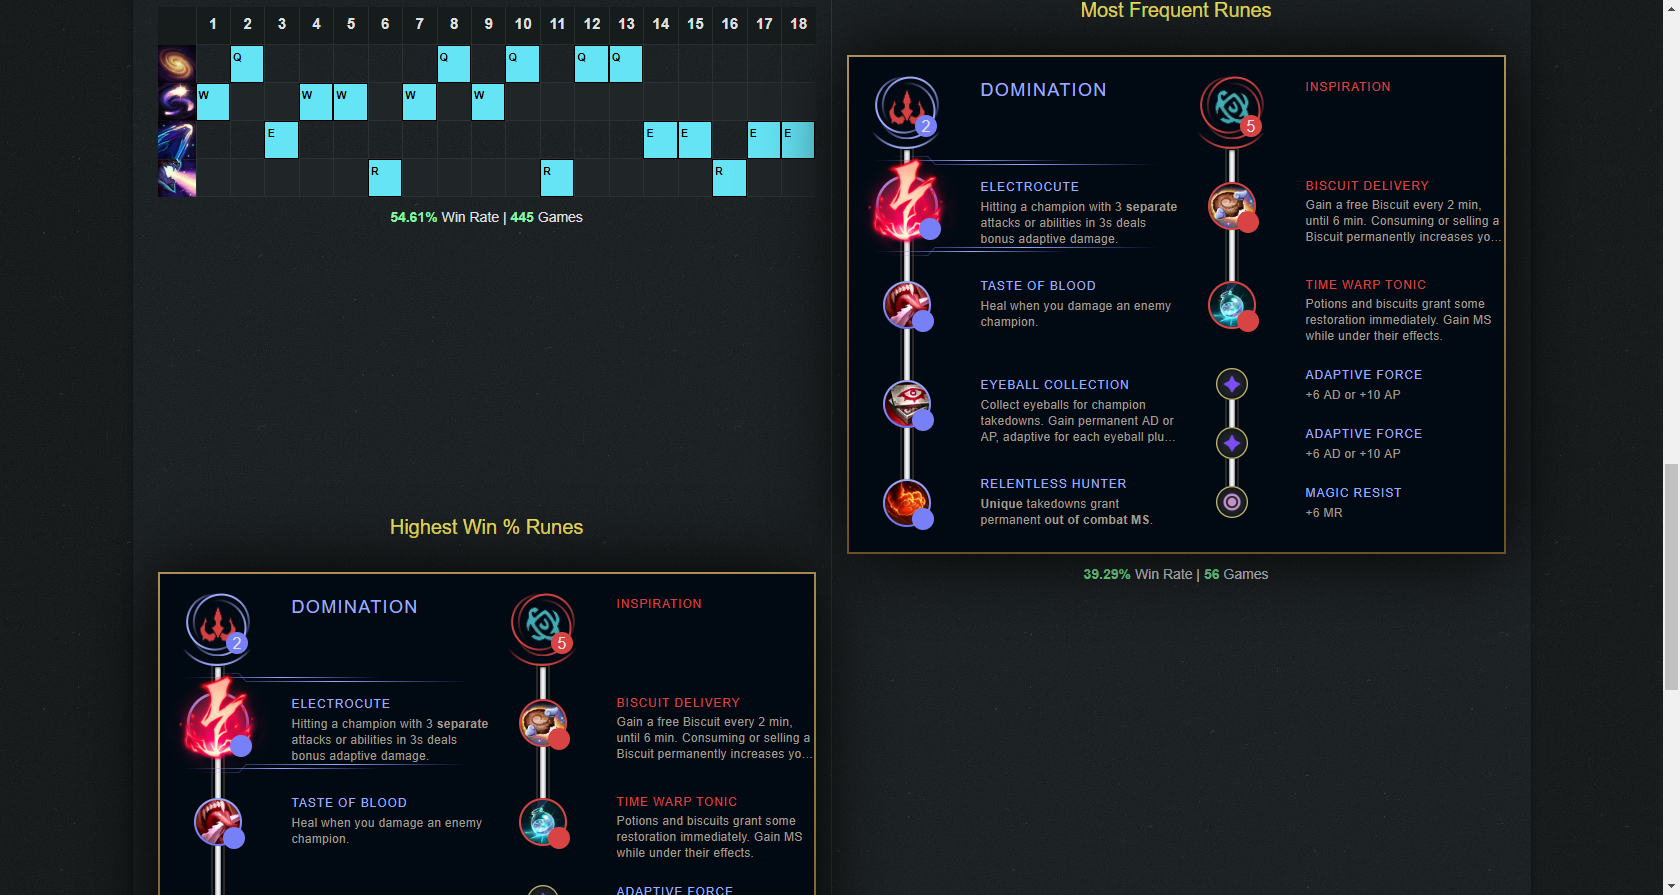 1 2 3 4 5 6 7 8 9 10 11 12 13 14 15 16 17 18
Q Q Q Q Q
W W W W W
E E E E E
R R R
54.61% Win Rate | 445 Games
Highest Win % Runes
DOMINATION
2
ELECTROCUTE
Hitting a champion with 3 separate
attacks or abilities in 3s deals
bonus adaptive damage.
TASTE OF BLOOD
Heal when you damage an enemy
champion.
INSPIRATION
5
BISCUIT DELIVERY
Gain a free Biscuit every 2 min,
until 6 min. Consuming or selling a
Biscuit permanently increases yo...
TIME WARP TONIC
Potions and biscuits grant some
restoration immediately. Gain MS
while under their effects.
ADAPTIVE FORCE
Most Frequent Runes
DOMINATION
2
ELECTROCUTE
Hitting a champion with 3 separate
attacks or abilities in 3s deals
bonus adaptive damage.
TASTE OF BLOOD
Heal when you damage an enemy
champion.
EYEBALL COLLECTION
Collect eyeballs for champion
takedowns. Gain permanent AD or
AP, adaptive for each eyeball plu...
RELENTLESS HUNTER
Unique takedowns grant
permanent out of combat MS.
INSPIRATION
5
BISCUIT DELIVERY
Gain a free Biscuit every 2 min,
until 6 min. Consuming or selling a
Biscuit permanently increases yo...
TIME WARP TONIC
Potions and biscuits grant some
restoration immediately. Gain MS
while under their effects.
ADAPTIVE FORCE
+6 AD or +10 AP
ADAPTIVE FORCE
+6 AD or +10 AP
MAGIC RESIST
+6 MR
39.29% Win Rate | 56 Games